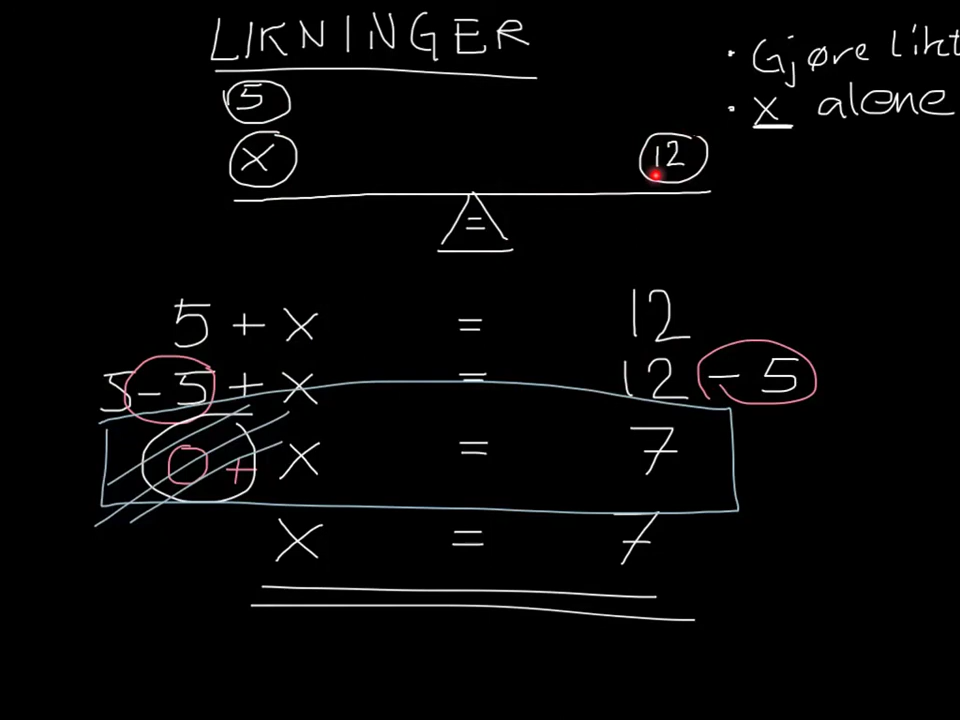 LIKNINGER
· Gjøre likt
· x alone
5
x
12
=
5 + x = 12
5 - 5 + x = 12 - 5
0 + x = 7
x = 7